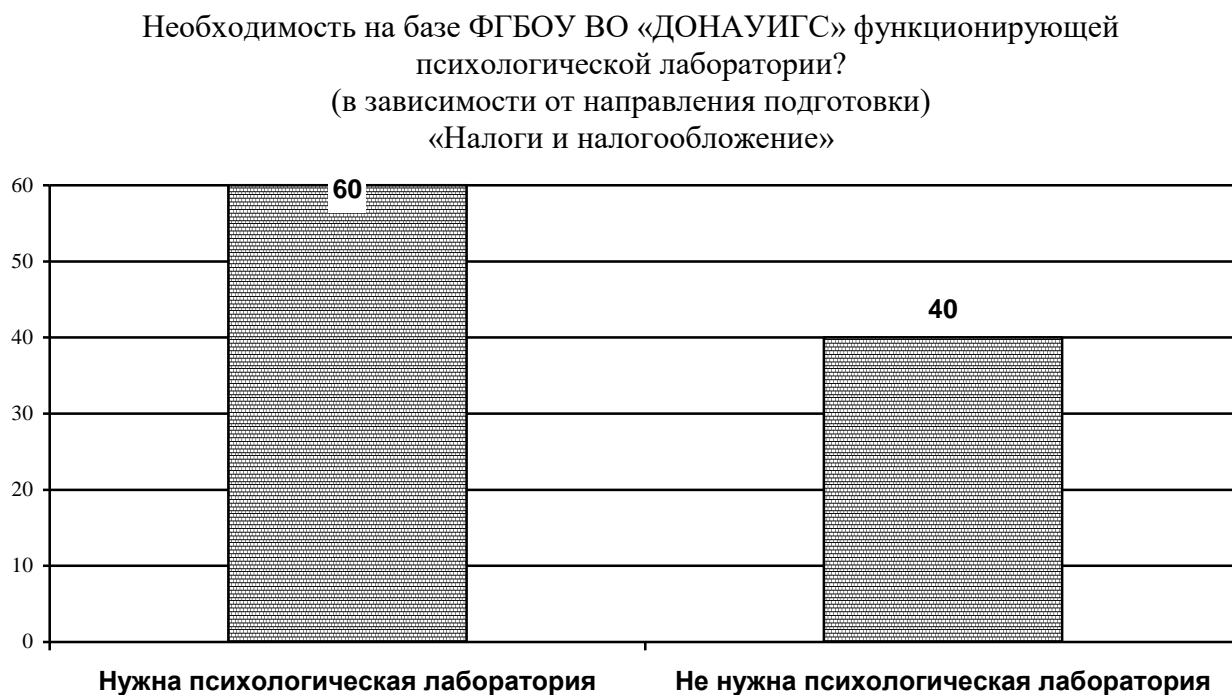 Необходимость на базе ФГБОУ ВО «ДОНАУИГС» функционирующей
психологической лаборатории?
(в зависимости от направления подготовки)
«Налоги и налогообложение»
60
60
50
40
40
30
20
10
0
Нужна психологическая лаборатория Не нужна психологическая лаборатория